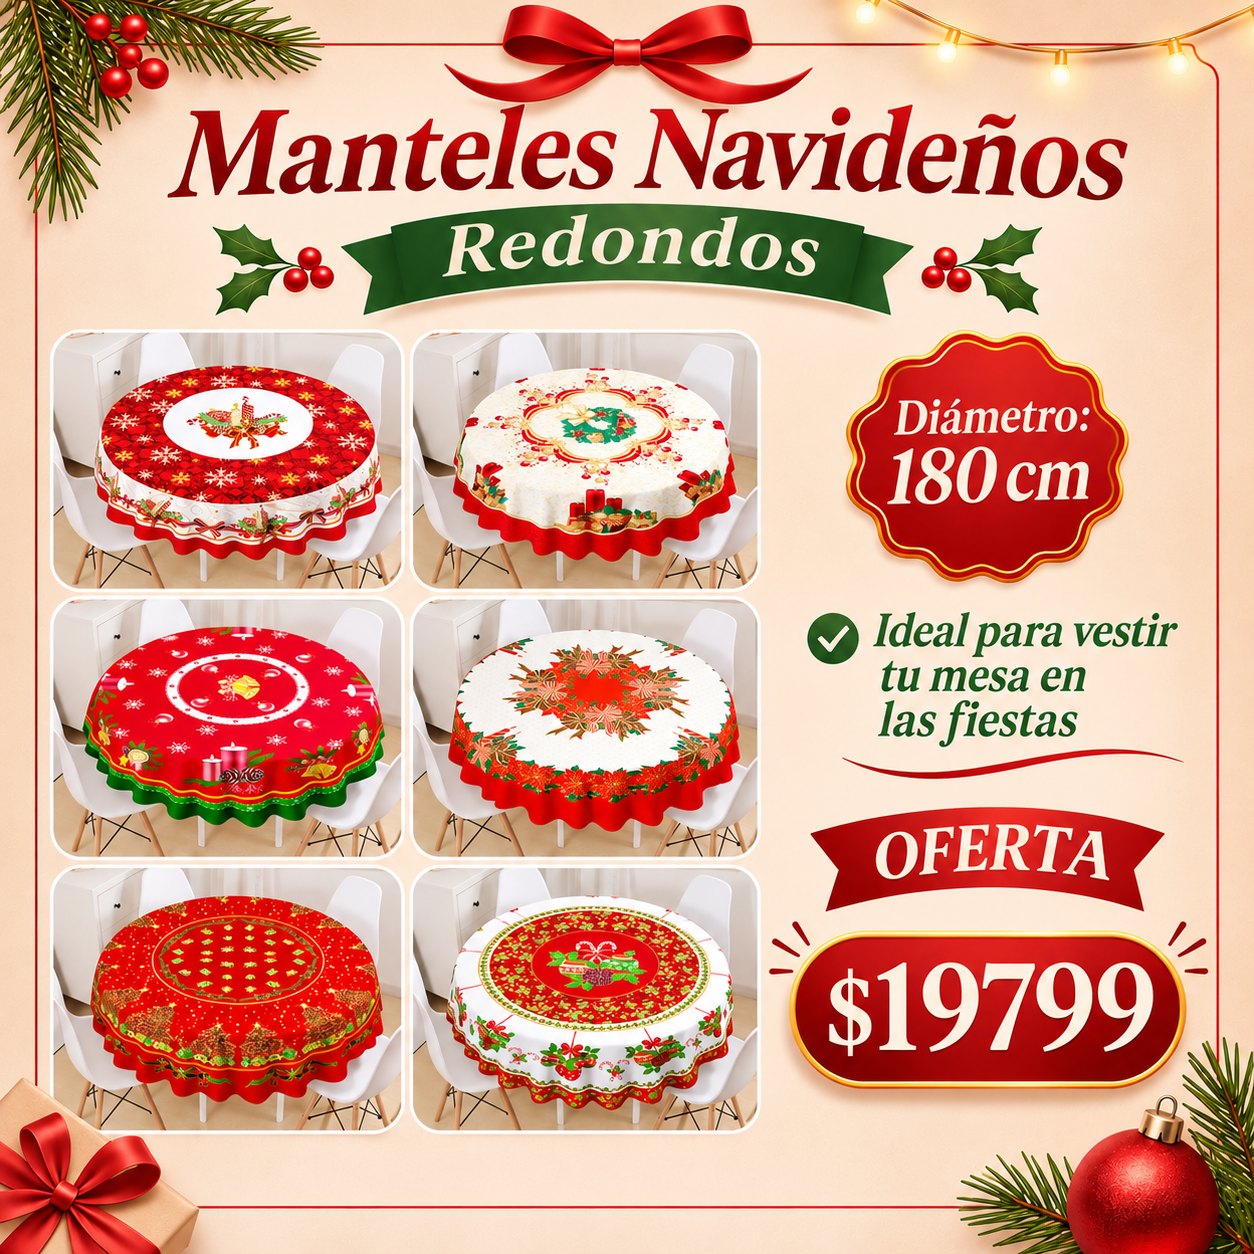 Manteles Navideños
Redondos
Diámetro:
180 cm
Ideal para vestir
tu mesa en
las fiestas
OFERTA
$19799